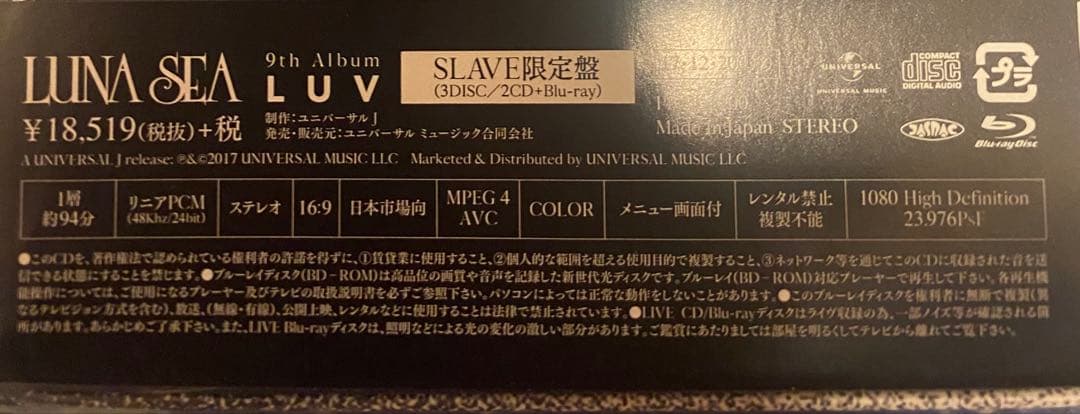 LUNA SEA
9th Album
LUV
SLAVE限定盤
(3DISC/2CD+Blu-ray)
¥18,519(税抜)+税
制作:ユニバーサル J
発売・販売元:ユニバーサル ミュージック合同会社
UNIVERSAL
UNIVERSAL MUSIC
COMPACT
disc
DIGITAL AUDIO
プラ
Made In Japan STEREO
JASRAC
Blu-ray Disc
A UNIVERSAL J release: ℗&©2017 UNIVERSAL MUSIC LLC Marketed & Distributed by UNIVERSAL MUSIC LLC
1層
約94分
リニアPCM
(48Khz/24bit)
ステレオ
16:9
日本市場向
MPEG 4
AVC
COLOR
メニュー画面付
レンタル禁止
複製不能
1080 High Definition
23.976PsF
●このCDを、著作権法で認められている権利者の許諾を得ずに、①賃貸業に使用すること、②個人的な範囲を超える使用目的で複製すること、③ネットワーク等を通じてこのCDに収録された音を送
信できる状態にすることを禁じます。●ブルーレイディスク(BD-ROM)は高品位の画質や音声を記録した新世代光ディスクです。ブルーレイ(BD-ROM)対応プレーヤーで再生して下さい。各再生機
能操作については、ご使用になるプレーヤー及びテレビの取扱説明書を必ずご参照下さい。パソコンによっては正常な動作をしないことがあります。●このブルーレイディスクを権利者に無断で複製(異
なるテレビジョン方式を含む)、放送、(無線・有線)、公開上映、レンタルなどに使用することは法律で禁止されています。●LIVE CD/Blu-rayディスクはライヴ収録の為、一部ノイズ等が確認される箇
所があります。あらかじめご了承下さい。また、LIVE Blu-rayディスクは、照明などによる光の変化の激しい部分があります。ご鑑賞にあたりましては部屋を明るくしてテレビから離れてご覧下さい。